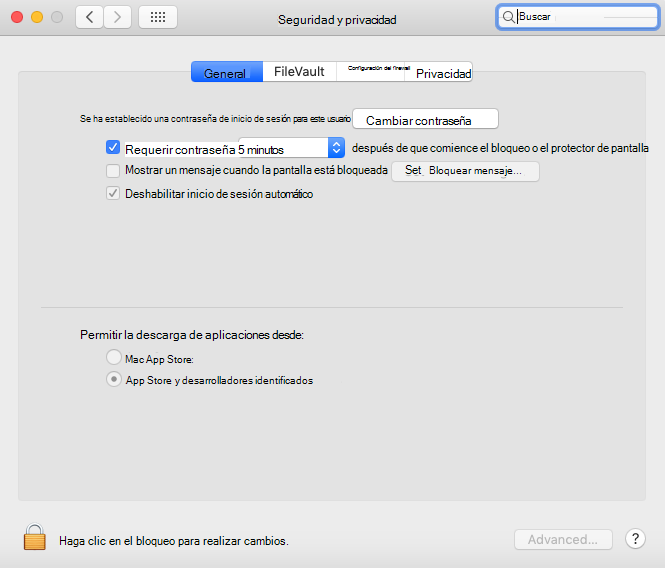 Seguridad y privacidad
Buscar
General FileVault Configuración del firewall Privacidad
Se ha establecido una contraseña de inicio de sesión para este usuario Cambiar contraseña
Requerir contraseña 5 minutos después de que comience el bloqueo o el protector de pantalla
Mostrar un mensaje cuando la pantalla está bloqueada Set Bloquear mensaje...
Deshabilitar inicio de sesión automático
Permitir la descarga de aplicaciones desde:
Mac App Store:
App Store y desarrolladores identificados
Haga clic en el bloqueo para realizar cambios.
Advanced... ?